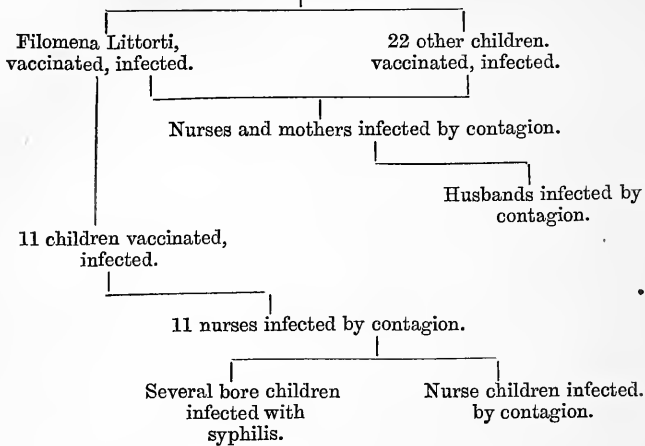 Filomena Littorti,
vaccinated, infected.
22 other children.
vaccinated, infected.
Nurses and mothers infected by contagion.
Husbands infected by
contagion.
11 children vaccinated,
infected.
11 nurses infected by contagion.
Several bore children
infected with
syphilis.
Nurse children infected.
by contagion.